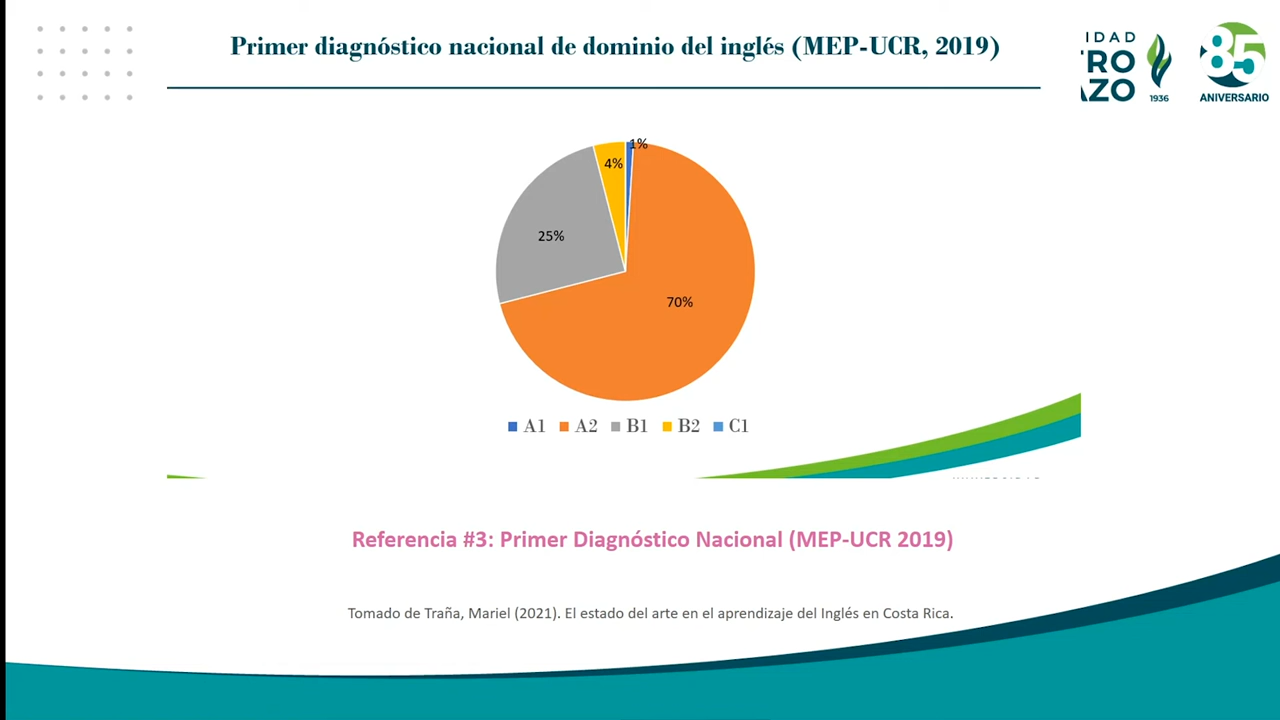 Primer diagnóstico nacional de dominio del inglés (MEP-UCR, 2019)
IDAD
RO
AZO
1936
85
ANIVERSARIO
1%
4%
25%
70%
A1 A2 B1 B2 C1
Referencia #3: Primer Diagnóstico Nacional (MEP-UCR 2019)
Tomado de Traña, Mariel (2021). El estado del arte en el aprendizaje del Inglés en Costa Rica.